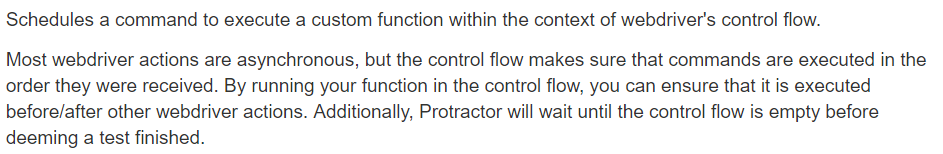 Schedules a command to execute a custom function within the context of webdriver's control flow.
Most webdriver actions are asynchronous, but the control flow makes sure that commands are executed in the
order they were received. By running your function in the control flow, you can ensure that it is executed
before/after other webdriver actions. Additionally, Protractor will wait until the control flow is empty before
deeming a test finished.